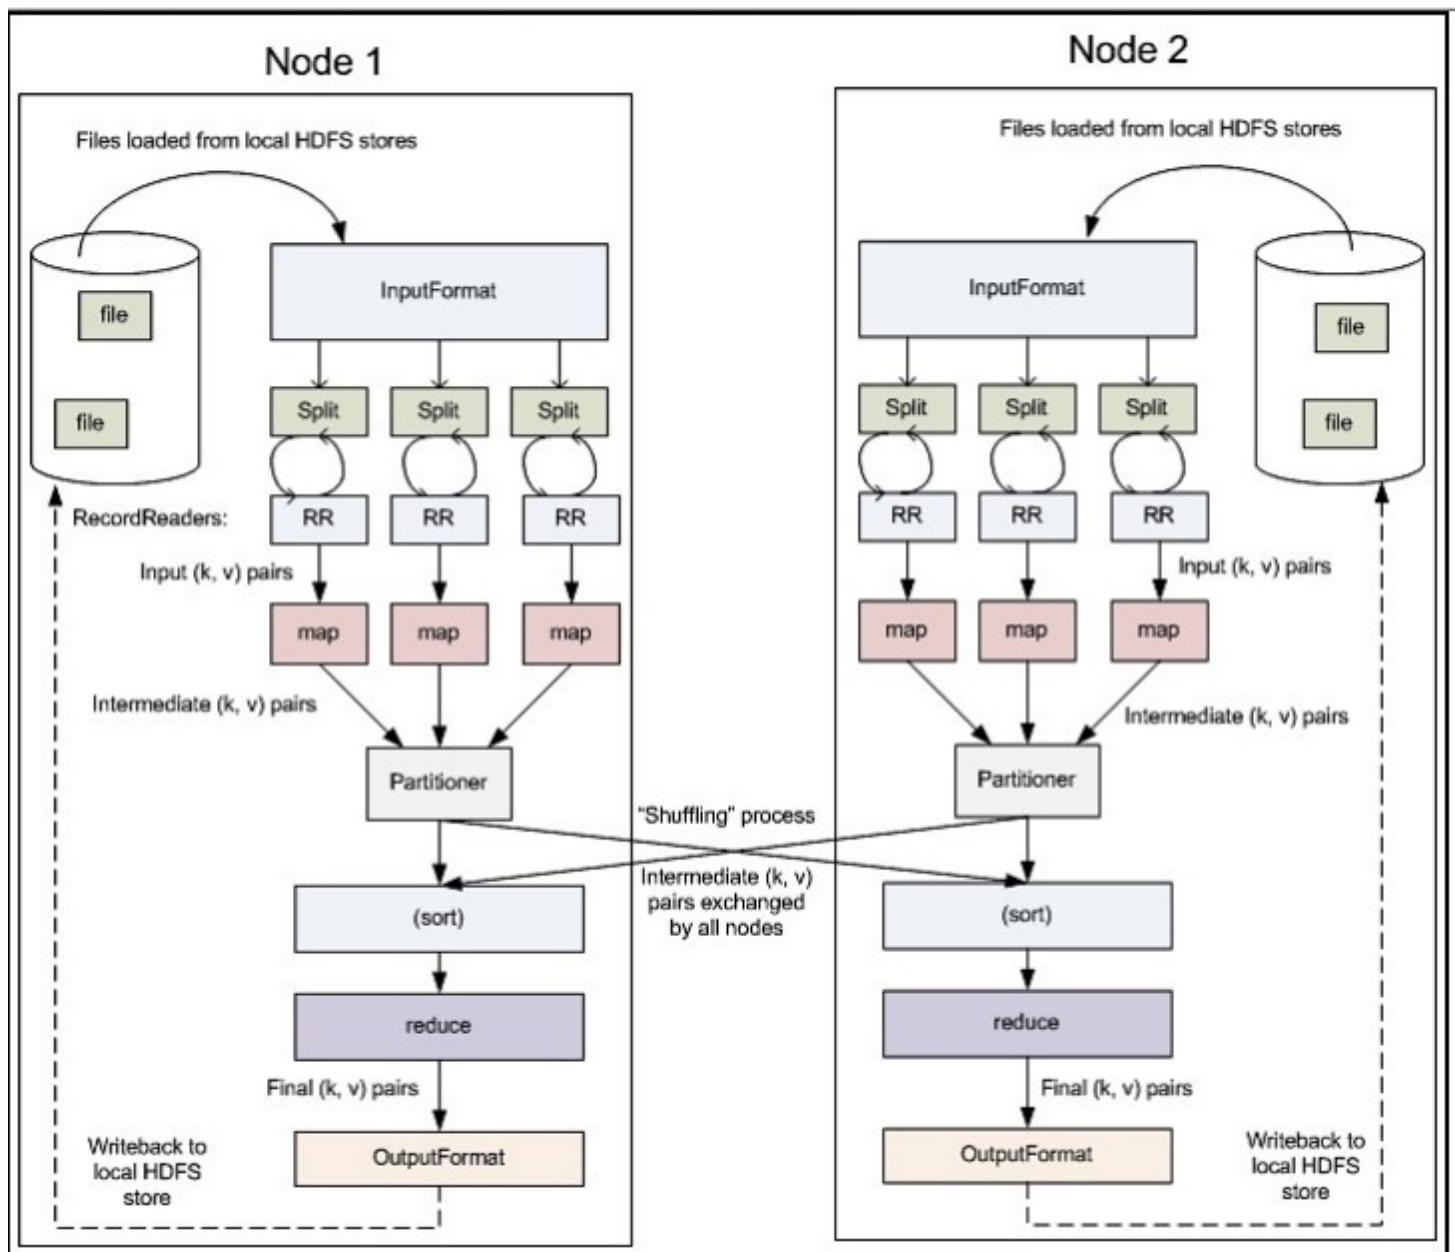 Node 1
Node 2
Files loaded from local HDFS stores
Files loaded from local HDFS stores
InputFormat
InputFormat
file
file
file
file
Split
Split
Split
Split
Split
Split
RecordReaders:
RR
RR
RR
RR
RR
RR
Input (k, v) pairs
Input (k, v) pairs
map
map
map
map
map
map
Intermediate (k, v) pairs
Intermediate (k, v) pairs
Partitioner
Partitioner
"Shuffling" process
Intermediate (k, v)
pairs exchanged
by all nodes
(sort)
(sort)
reduce
reduce
Final (k, v) pairs
Final (k, v) pairs
Writeback to
local HDFS
store
OutputFormat
OutputFormat
Writeback to
local HDFS
store